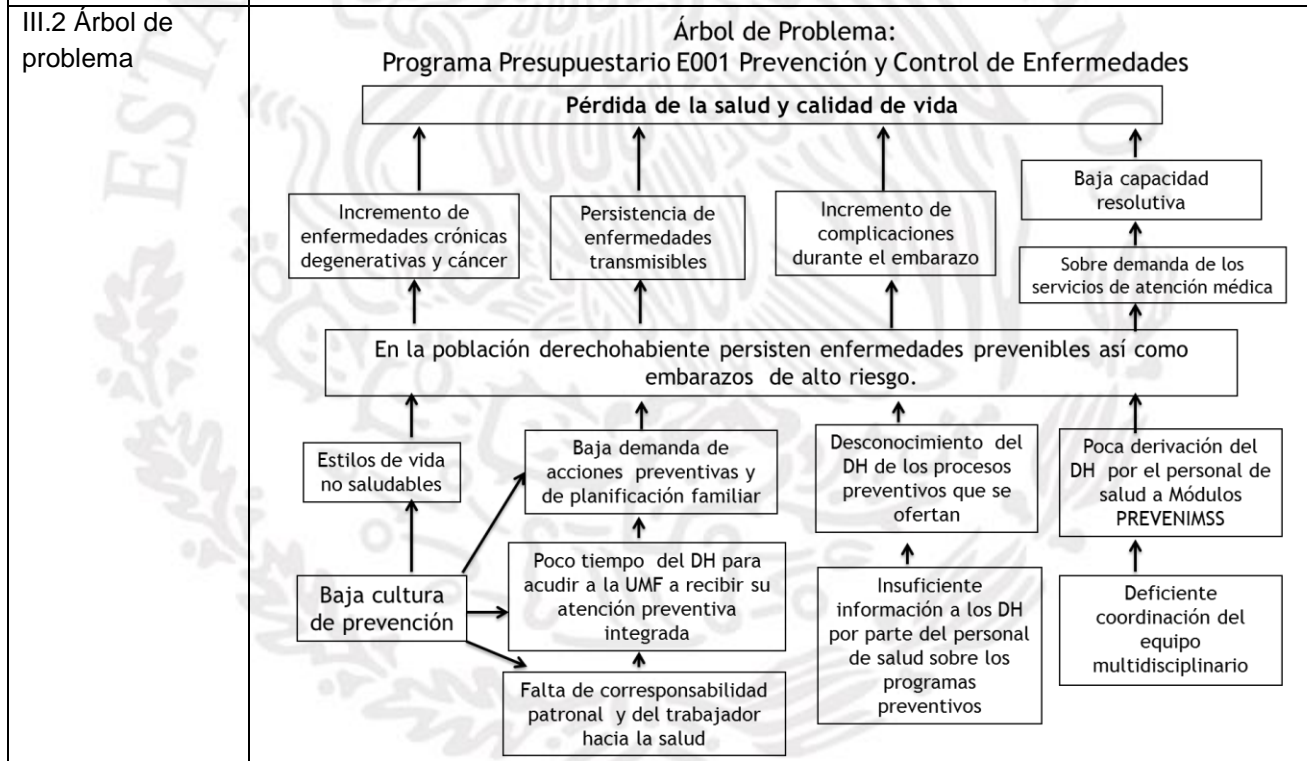 III.2 Árbol de
problema
Árbol de Problema:
Programa Presupuestario E001 Prevención y Control de Enfermedades
Pérdida de la salud y calidad de vida
Incremento de
enfermedades crónicas
degenerativas y cáncer
Persistencia de
enfermedades
transmisibles
Incremento de
complicaciones
durante el embarazo
Baja capacidad
resolutiva
Sobre demanda de los
servicios de atención médica
En la población derechohabiente persisten enfermedades prevenibles así como
embarazos de alto riesgo.
Estilos de vida
no saludables
Baja demanda de
acciones preventivas y
de planificación familiar
Desconocimiento del
DH de los procesos
preventivos que se
ofertan
Poca derivación del
DH por el personal de
salud a Módulos
PREVENIMSS
Baja cultura
de prevención
Poco tiempo del DH para
acudir a la UMF a recibir su
atención preventiva
integrada
Insuficiente
información a los DH
por parte del personal
de salud sobre los
programas
preventivos
Deficiente
coordinación del
equipo
multidisciplinario
Falta de corresponsabilidad
patronal y del trabajador
hacia la salud
ESTA
NOS